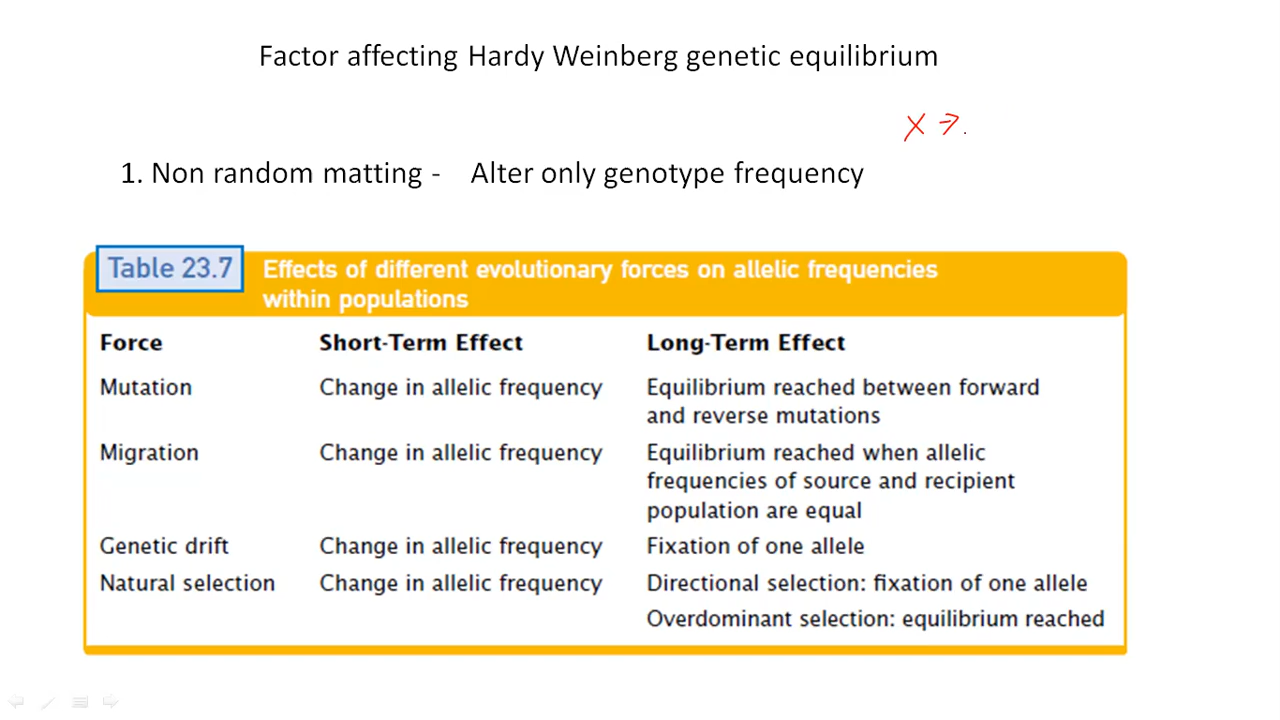 Factor affecting Hardy Weinberg genetic equilibrium
X →
1. Non random matting - Alter only genotype frequency
Table 23.7 Effects of different evolutionary forces on allelic frequencies
within populations
Force Short-Term Effect Long-Term Effect
Mutation Change in allelic frequency Equilibrium reached between forward
and reverse mutations
Migration Change in allelic frequency Equilibrium reached when allelic
frequencies of source and recipient
population are equal
Genetic drift Change in allelic frequency Fixation of one allele
Natural selection Change in allelic frequency Directional selection: fixation of one allele
Overdominant selection: equilibrium reached